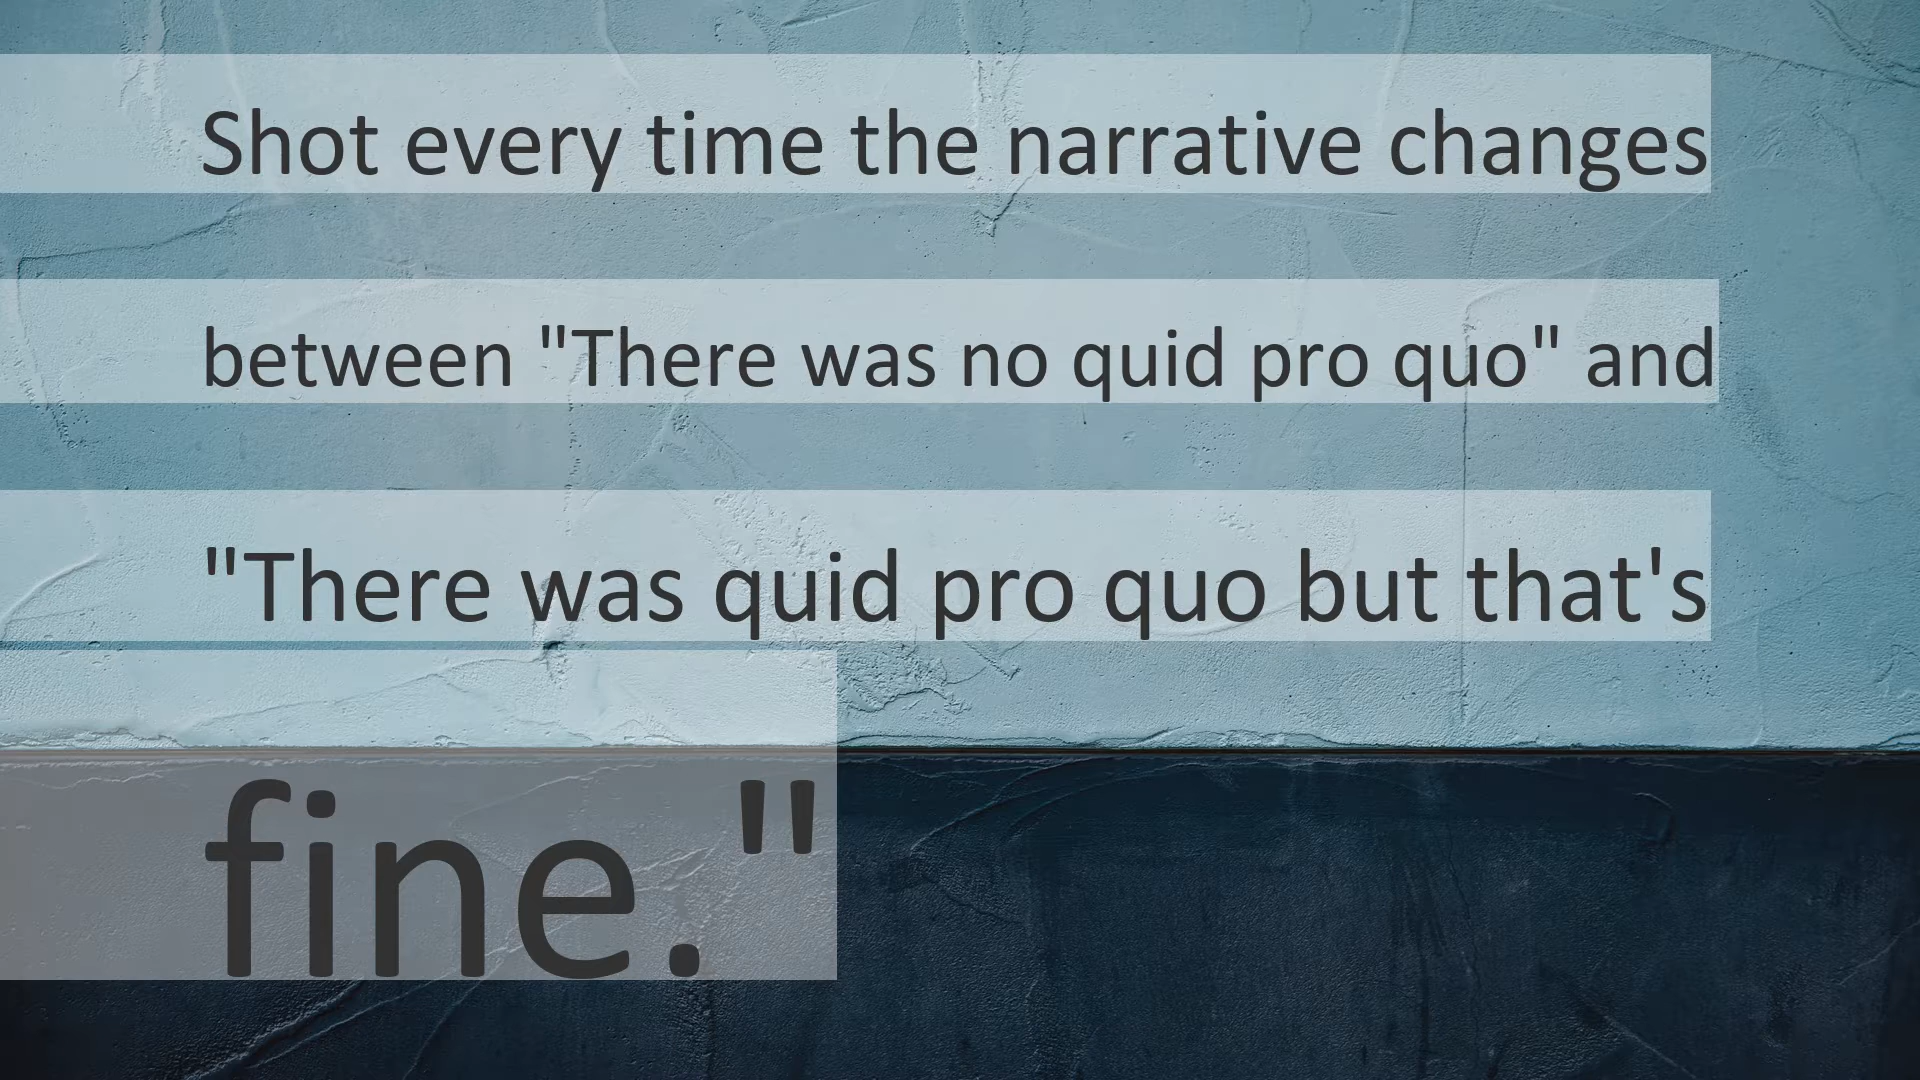 Shot every time the narrative changes
between "There was no quid pro quo" and
"There was quid pro quo but that's
fine."